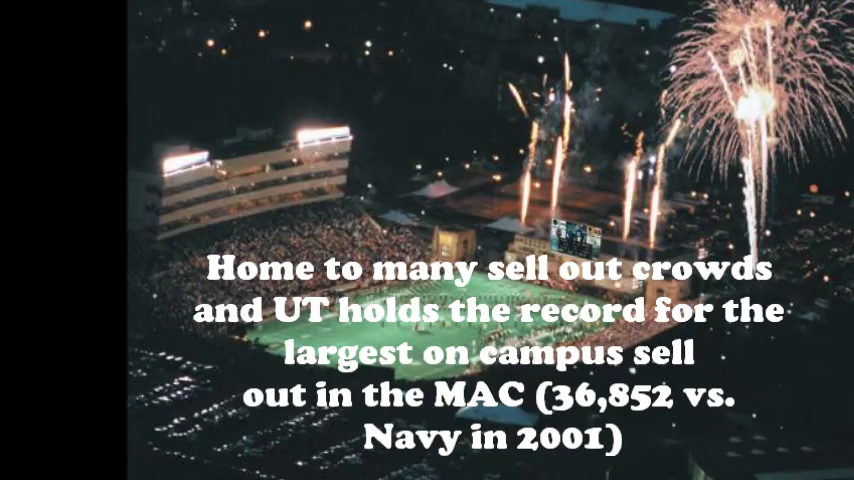 Home to many sell out crowds
and UT holds the record for the
largest on campus sell
out in the MAC (36,852 vs.
Navy in 2001)